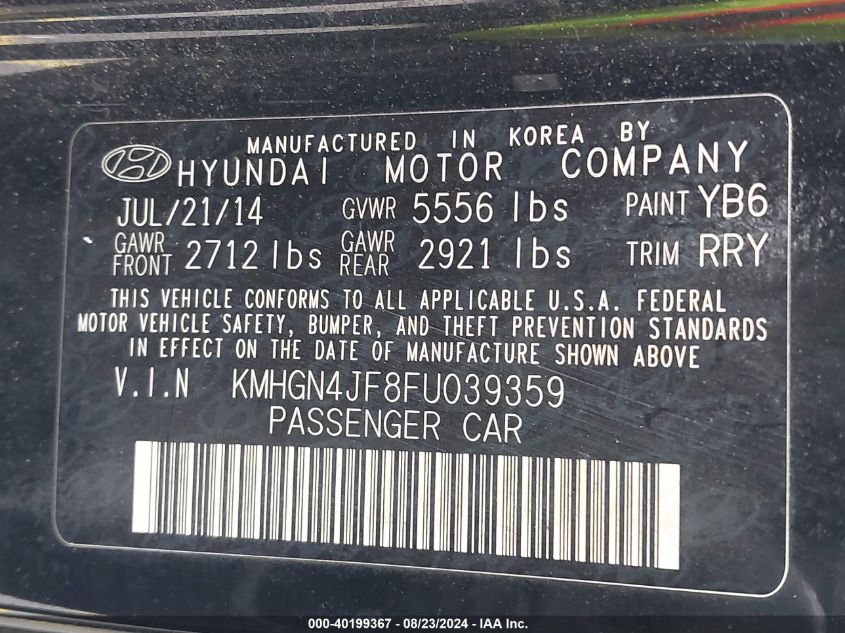 MANUFACTURED IN KOREA BY
HYUNDAI MOTOR COMPANY
JUL/21/14 GVWR 5556 lbs PAINT YB6
GAWR FRONT 2712 lbs GAWR REAR 2921 lbs TRIM RRY
THIS VEHICLE CONFORMS TO ALL APPLICABLE U.S.A. FEDERAL
MOTOR VEHICLE SAFETY, BUMPER, AND THEFT PREVENTION STANDARDS
IN EFFECT ON THE DATE OF MANUFACTURE SHOWN ABOVE
V.I.N KMHGN4JF8FU039359
PASSENGER CAR
000-40199367 - 08/23/2024 - IAA Inc.